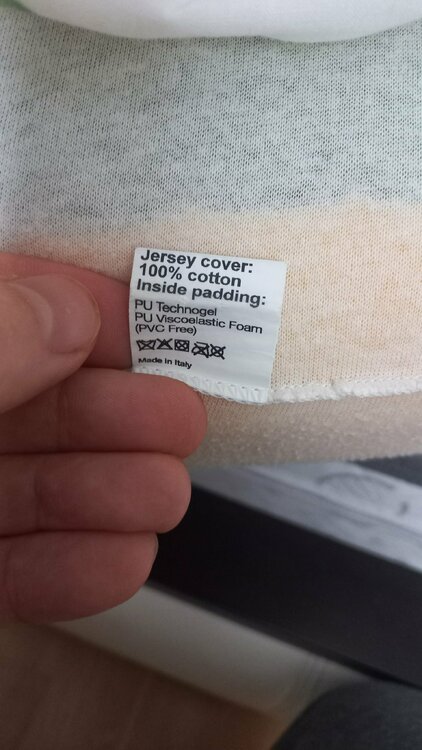 Jersey cover:
100% cotton
Inside padding:
PU Technogel
PU Viscoelastic Foam
(PVC Free)
Made in Italy